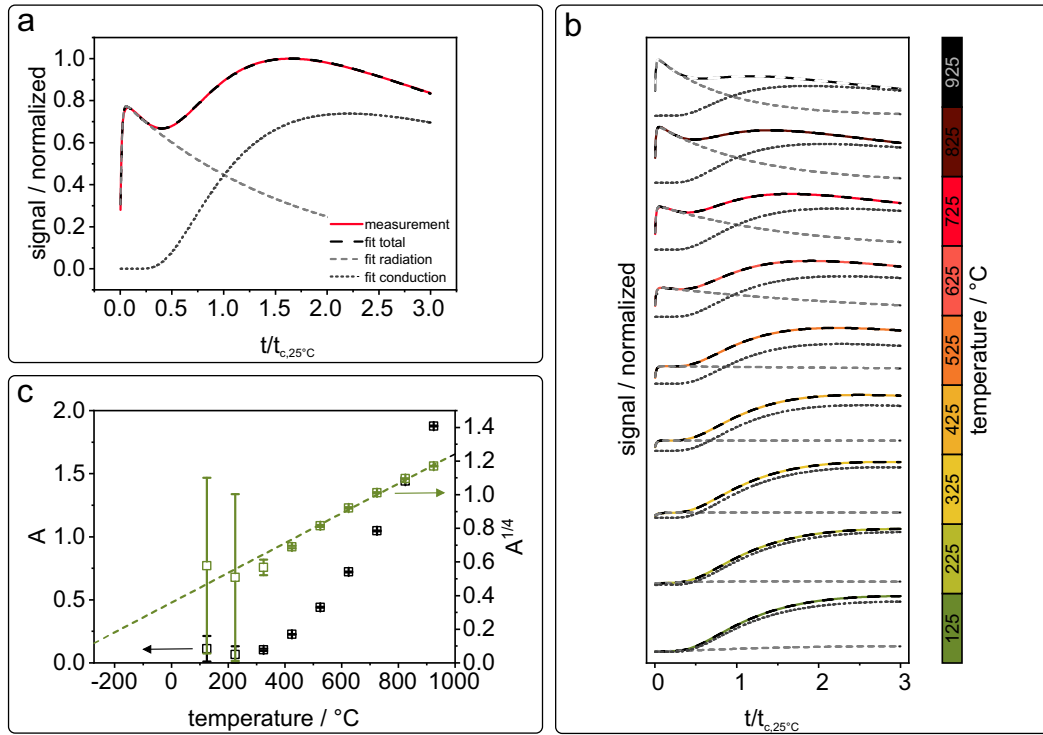 a
signal / normalized
1.0
0.8
0.6
0.4
0.2
0.0
measurement
fit total
fit radiation
fit conduction
0.0 0.5 1.0 1.5 2.0 2.5 3.0
t/t_c,25°C
b
signal / normalized
0 1 2 3
t/t_c,25°C
925
825
725
625
525
425
325
225
125
temperature / °C
c
A
2.0
1.5
1.0
0.5
0.0
-200 0 200 400 600 800 1000
temperature / °C
1.4
1.2
1.0
0.8
0.6
0.4
0.2
0.0
A^1/4